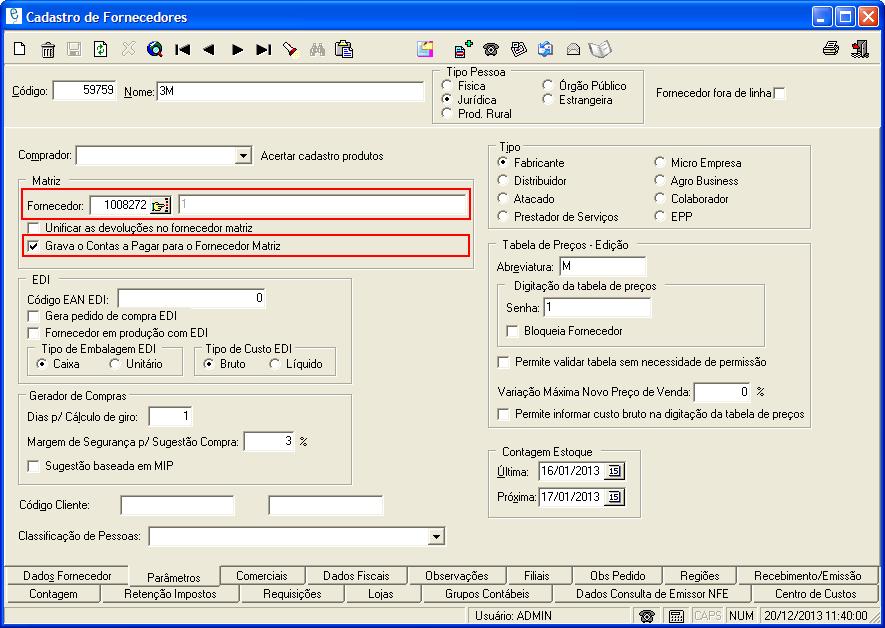 Cadastro de Fornecedores
Código: 59759 Nome: 3M
Tipo Pessoa
Fisica
Órgão Público
Jurídica
Estrangeira
Prod. Rural
Fornecedor fora de linha
Comprador: Acertar cadastro produtos
Matriz
Fornecedor: 1008272 1
Unificar as devoluções no fornecedor matriz
Grava o Contas a Pagar para o Fornecedor Matriz
EDI
Código EAN EDI: 0
Gera pedido de compra EDI
Fornecedor em produção com EDI
Tipo de Embalagem EDI
Caixa Unitário
Tipo de Custo EDI
Bruto Líquido
Gerador de Compras
Dias p/ Cálculo de giro: 1
Margem de Segurança p/ Sugestão Compra: 3 %
Sugestão baseada em MIP
Código Cliente:
Classificação de Pessoas:
Tipo
Fabricante Micro Empresa
Distribuidor Agro Business
Atacado Colaborador
Prestador de Serviços EPP
Tabela de Preços - Edição
Abreviatura: M
Digitação da tabela de preços
Senha: 1
Bloqueia Fornecedor
Permite validar tabela sem necessidade de permissão
Variação Máxima Novo Preço de Venda: 0 %
Permite informar custo bruto na digitação da tabela de preços
Contagem Estoque
Última: 16/01/2013 15
Próxima: 17/01/2013 15
Dados Fornecedor Parâmetros Comerciais Dados Fiscais Observações Filiais Obs Pedido Regiões Recebimento/Emissão
Contagem Retenção Impostos Requisições Lojas Grupos Contábeis Dados Consulta de Emissor NFE Centro de Custos
Usuário: ADMIN CAPS NUM 20/12/2013 11:40:00